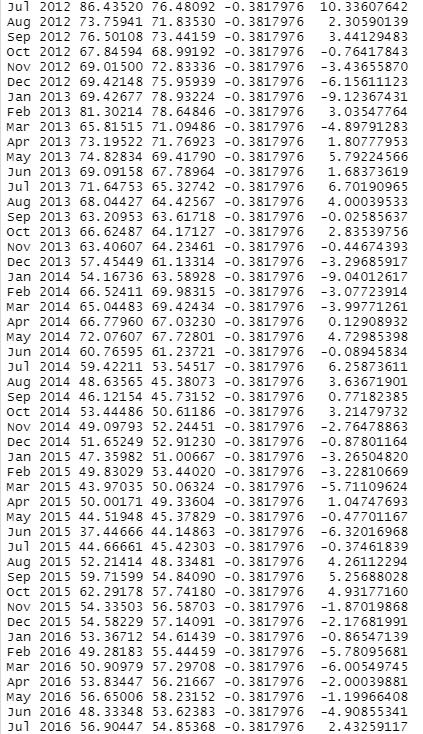 Jul 2012 86.43520 76.48092 -0.3817976 10.33607642
Aug 2012 73.75941 71.83530 -0.3817976 2.30590139
Sep 2012 76.50108 73.44159 -0.3817976 3.44129483
Oct 2012 67.84594 68.99192 -0.3817976 -0.76417843
Nov 2012 69.01500 72.83336 -0.3817976 -3.43655870
Dec 2012 69.42148 75.95939 -0.3817976 -6.15611123
Jan 2013 69.42677 78.93224 -0.3817976 -9.12367431
Feb 2013 81.30214 78.64846 -0.3817976 3.03547764
Mar 2013 65.81515 71.09486 -0.3817976 -4.89791283
Apr 2013 73.19522 71.76923 -0.3817976 1.80777953
May 2013 74.82834 69.41790 -0.3817976 5.79224566
Jun 2013 69.09158 67.78964 -0.3817976 1.68373619
Jul 2013 71.64753 65.32742 -0.3817976 6.70190965
Aug 2013 68.04427 64.42567 -0.3817976 4.00039533
Sep 2013 63.20953 63.61718 -0.3817976 -0.02585637
Oct 2013 66.62487 64.17127 -0.3817976 2.83539756
Nov 2013 63.40607 64.23461 -0.3817976 -0.44674393
Dec 2013 57.45449 61.13314 -0.3817976 -3.29685917
Jan 2014 54.16736 63.58928 -0.3817976 -9.04012617
Feb 2014 66.52411 69.98315 -0.3817976 -3.07723914
Mar 2014 65.04483 69.42434 -0.3817976 -3.99771261
Apr 2014 66.77960 67.03230 -0.3817976 0.12908932
May 2014 72.07607 67.72801 -0.3817976 4.72985398
Jun 2014 60.76595 61.23721 -0.3817976 -0.08945834
Jul 2014 59.42211 53.54517 -0.3817976 6.25873611
Aug 2014 48.63565 45.38073 -0.3817976 3.63671901
Sep 2014 46.12154 45.73152 -0.3817976 0.77182385
Oct 2014 53.44486 50.61186 -0.3817976 3.21479732
Nov 2014 49.09793 52.24451 -0.3817976 -2.76478863
Dec 2014 51.65249 52.91230 -0.3817976 -0.87801164
Jan 2015 47.35982 51.00667 -0.3817976 -3.26504820
Feb 2015 49.83029 53.44020 -0.3817976 -3.22810669
Mar 2015 43.97035 50.06324 -0.3817976 -5.71109624
Apr 2015 50.00171 49.33604 -0.3817976 1.04747693
May 2015 44.51948 45.37829 -0.3817976 -0.47701167
Jun 2015 37.44666 44.14863 -0.3817976 -6.32016968
Jul 2015 44.66661 45.42303 -0.3817976 -0.37461839
Aug 2015 52.21414 48.33481 -0.3817976 4.26112294
Sep 2015 59.71599 54.84090 -0.3817976 5.25688028
Oct 2015 62.29178 57.74180 -0.3817976 4.93177160
Nov 2015 54.33503 56.58703 -0.3817976 -1.87019868
Dec 2015 54.58229 57.14091 -0.3817976 -2.17681991
Jan 2016 53.36712 54.61439 -0.3817976 -0.86547139
Feb 2016 49.28183 55.44459 -0.3817976 -5.78095681
Mar 2016 50.90979 57.29708 -0.3817976 -6.00549745
Apr 2016 53.83447 56.21667 -0.3817976 -2.00039881
May 2016 56.65006 58.23152 -0.3817976 -1.19966408
Jun 2016 48.33348 53.62383 -0.3817976 -4.90855341
Jul 2016 56.90447 54.85368 -0.3817976 2.43259117